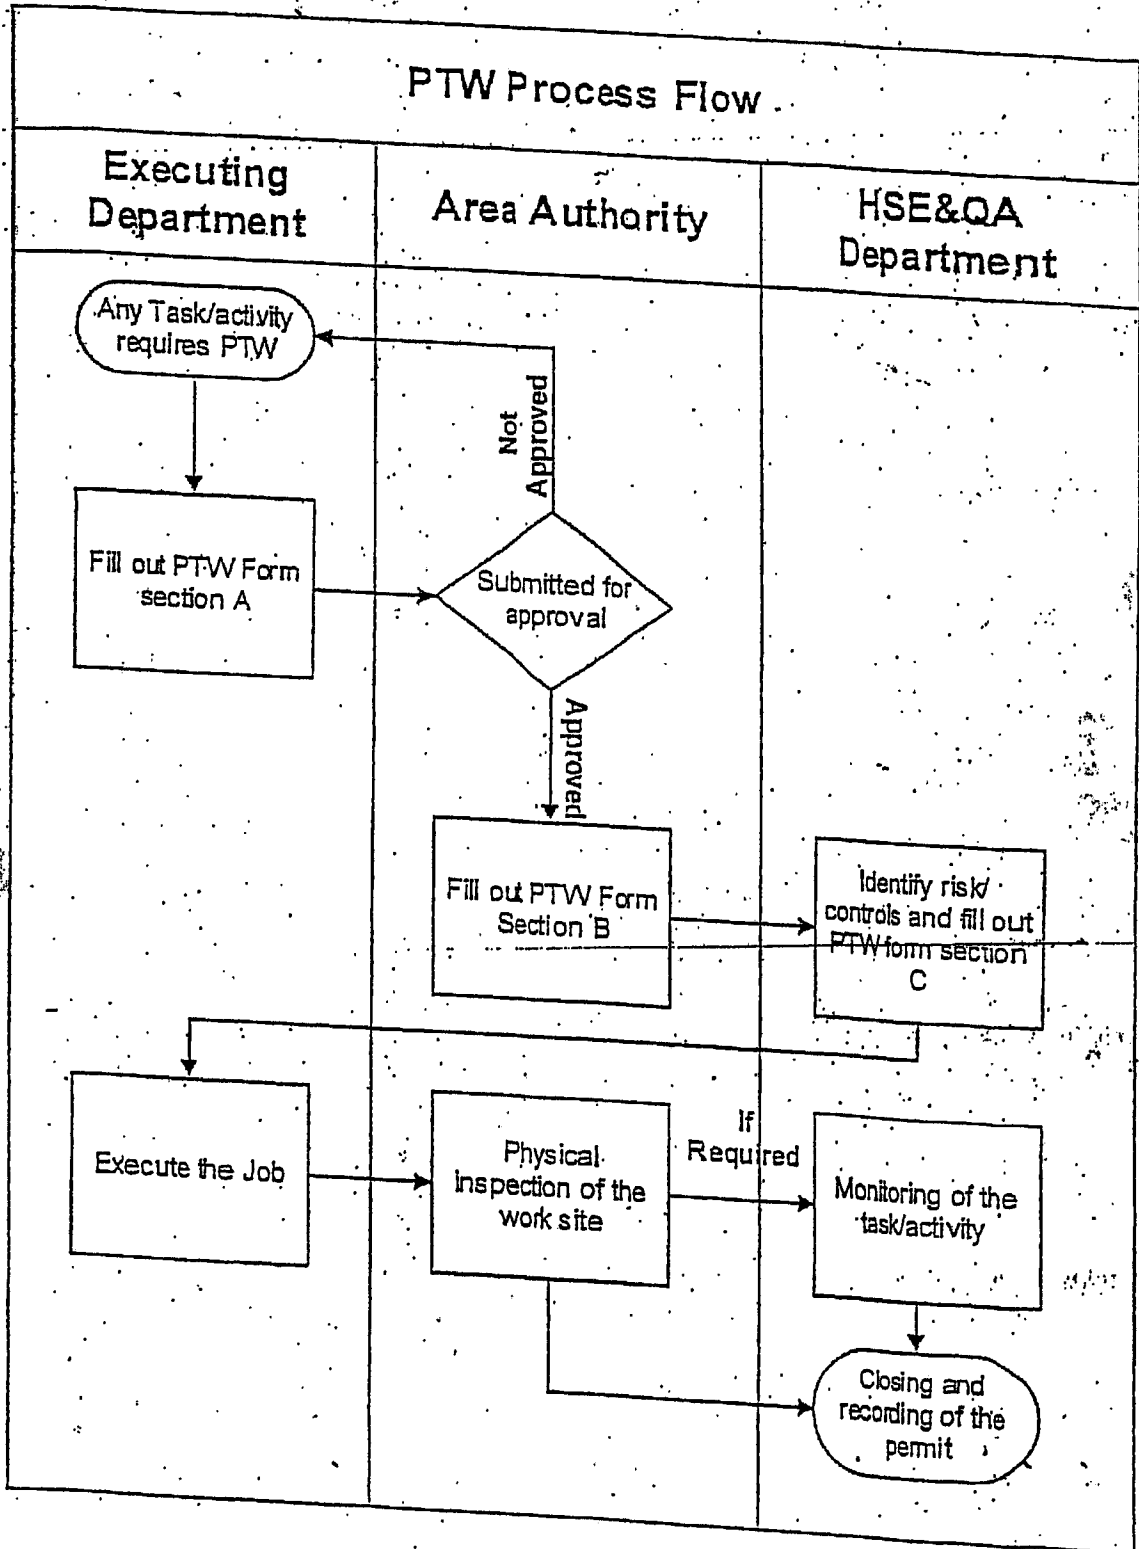 PTW Process Flow
Executing
Department
Area Authority
HSE&QA
Department
Any Task/activity
requires PTW
Not
Approved
Fill out PTW Form
section A
Submitted for
approval
Approved
Fill out PTW Form
Section B
Identify risk/
controls and fill out
PTW form section
C
Execute the Job
Physical
Inspection of the
work site
If
Required
Monitoring of the
task/activity
Closing and
recording of the
permit